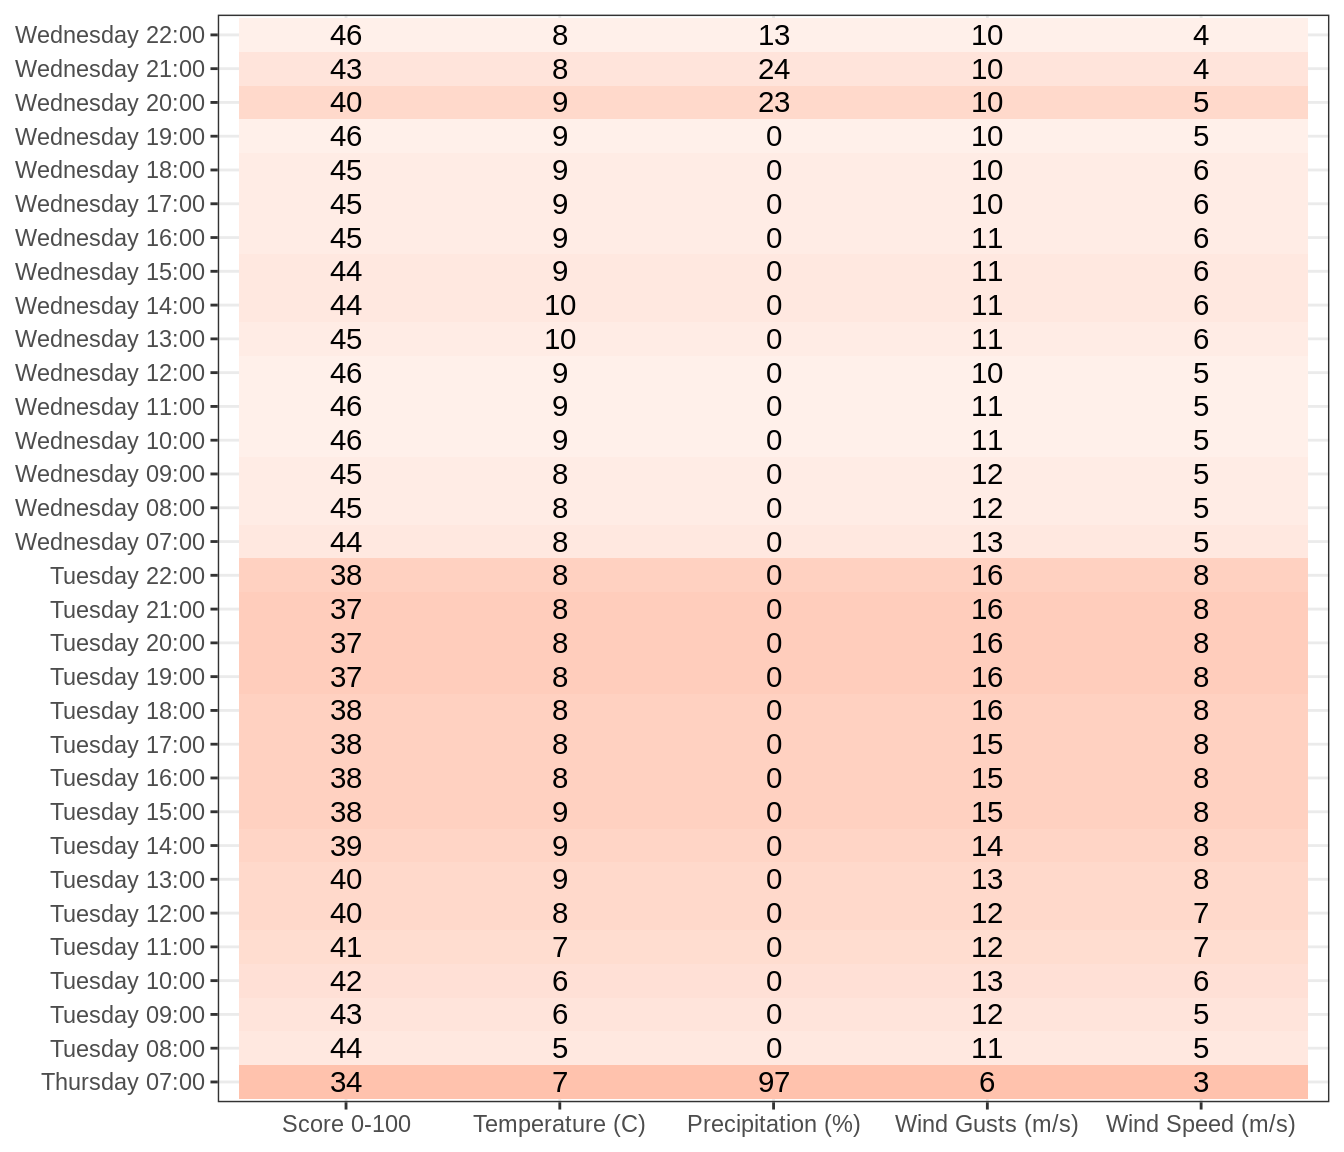 Wednesday 22:00 46 8 13 10 4
Wednesday 21:00 43 8 24 10 4
Wednesday 20:00 40 9 23 10 5
Wednesday 19:00 46 9 0 10 5
Wednesday 18:00 45 9 0 10 6
Wednesday 17:00 45 9 0 10 6
Wednesday 16:00 45 9 0 11 6
Wednesday 15:00 44 9 0 11 6
Wednesday 14:00 44 10 0 11 6
Wednesday 13:00 45 10 0 11 6
Wednesday 12:00 46 9 0 10 5
Wednesday 11:00 46 9 0 11 5
Wednesday 10:00 46 9 0 11 5
Wednesday 09:00 45 8 0 12 5
Wednesday 08:00 45 8 0 12 5
Wednesday 07:00 44 8 0 13 5
Tuesday 22:00 38 8 0 16 8
Tuesday 21:00 37 8 0 16 8
Tuesday 20:00 37 8 0 16 8
Tuesday 19:00 37 8 0 16 8
Tuesday 18:00 38 8 0 16 8
Tuesday 17:00 38 8 0 15 8
Tuesday 16:00 38 8 0 15 8
Tuesday 15:00 38 9 0 15 8
Tuesday 14:00 39 9 0 14 8
Tuesday 13:00 40 9 0 13 8
Tuesday 12:00 40 8 0 12 7
Tuesday 11:00 41 7 0 12 7
Tuesday 10:00 42 6 0 13 6
Tuesday 09:00 43 6 0 12 5
Tuesday 08:00 44 5 0 11 5
Thursday 07:00 34 7 97 6 3
Score 0-100 Temperature (C) Precipitation (%) Wind Gusts (m/s) Wind Speed (m/s)